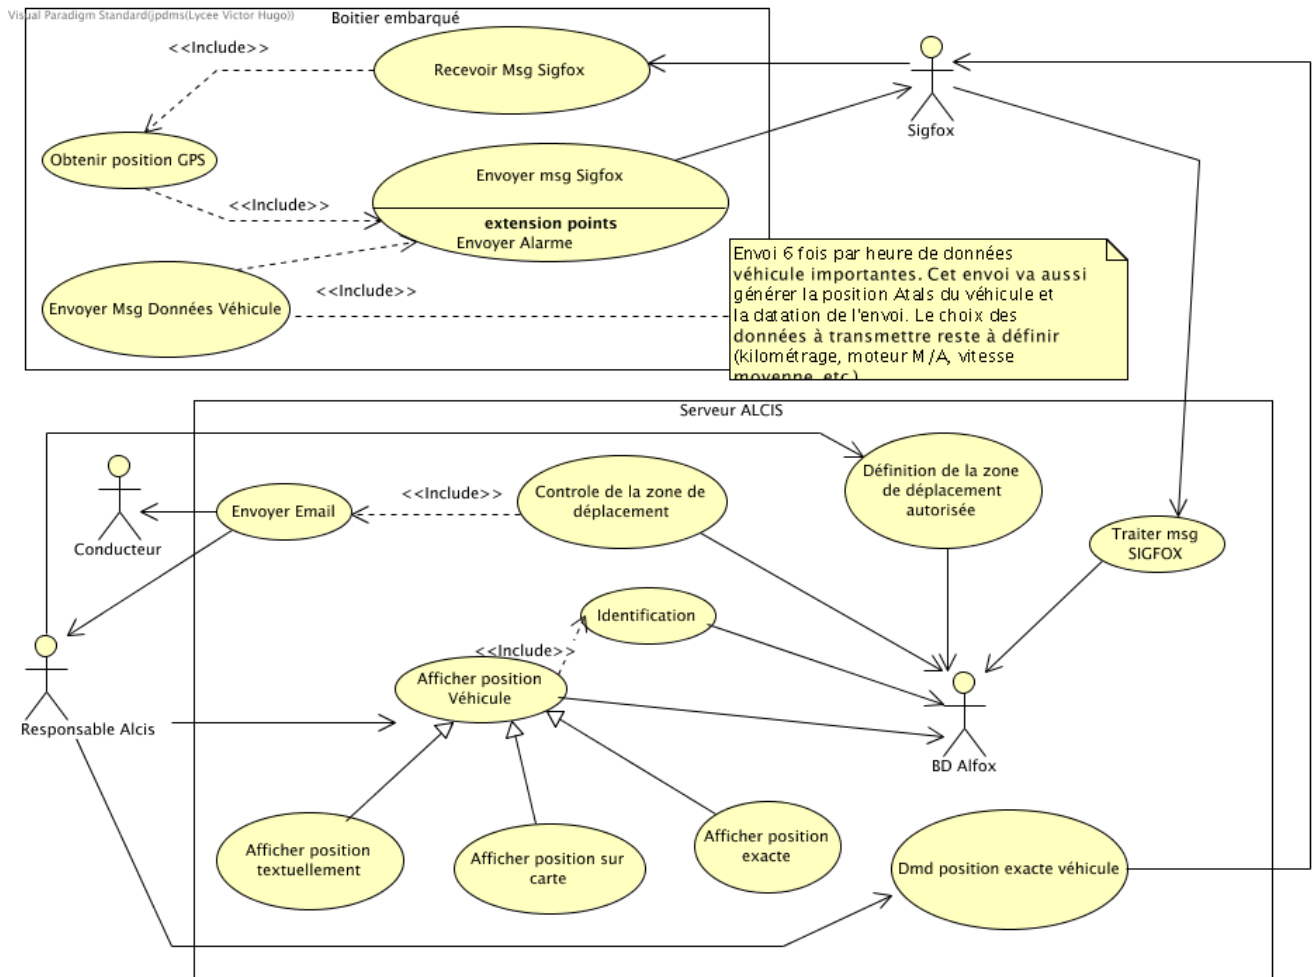 Visual Paradigm Standard(jpdms(Lycee Victor Hugo))
Boitier embarqué
<<Include>>
Recevoir Msg Sigfox
Sigfox
Obtenir position GPS
Envoyer msg Sigfox
<<Include>>
extension points
Envoyer Alarme
<<Include>>
Envoyer Msg Données Véhicule
Envoi 6 fois par heure de données
véhicule importantes. Cet envoi va aussi
générer la position Atals du véhicule et
la datation de l'envoi. Le choix des
données à transmettre reste à définir
(kilométrage, moteur M/A, vitesse
moyenne, etc.)
Serveur ALCIS
Conducteur
Envoyer Email
<<Include>>
Controle de la zone de
déplacement
Définition de la zone
de déplacement
autorisée
Traiter msg
SIGFOX
Identification
<<Include>>
Afficher position
Véhicule
Responsable Alcis
BD Alfox
Afficher position
textuellement
Afficher position sur
carte
Afficher position
exacte
Dmd position exacte véhicule